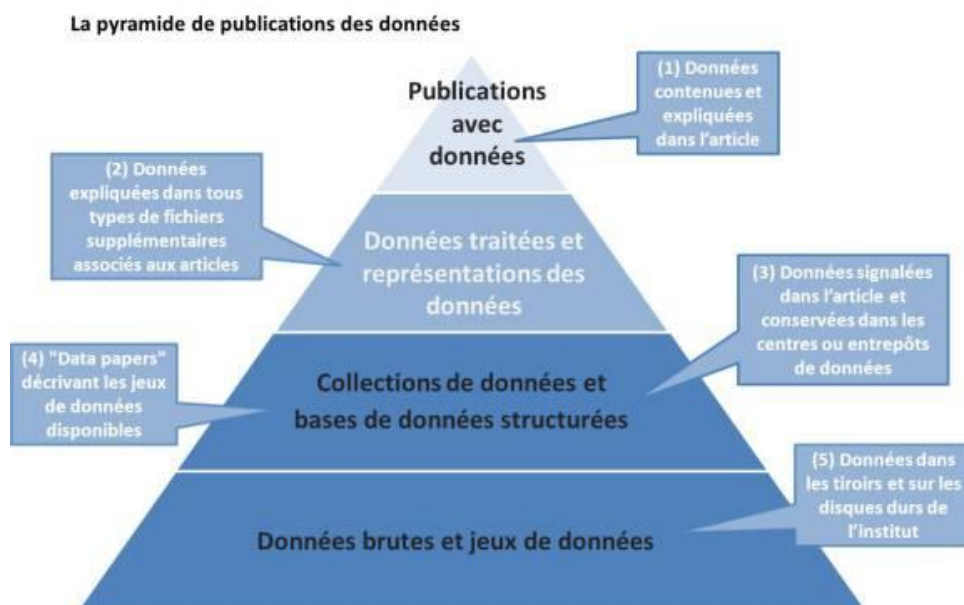 La pyramide de publications des données
Publications
avec
données
(1) Données
contenues et
expliquées
dans l'article
(2) Données
expliquées dans tous
types de fichiers
supplémentaires
associés aux articles
Données traitées et
représentations des
données
(3) Données signalées
dans l'article et
conservées dans les
centres ou entrepôts
de données
(4) "Data papers"
décrivant les jeux
de données
disponibles
Collections de données et
bases de données structurées
(5) Données dans
les tiroirs et sur les
disques durs de
l'institut
Données brutes et jeux de données